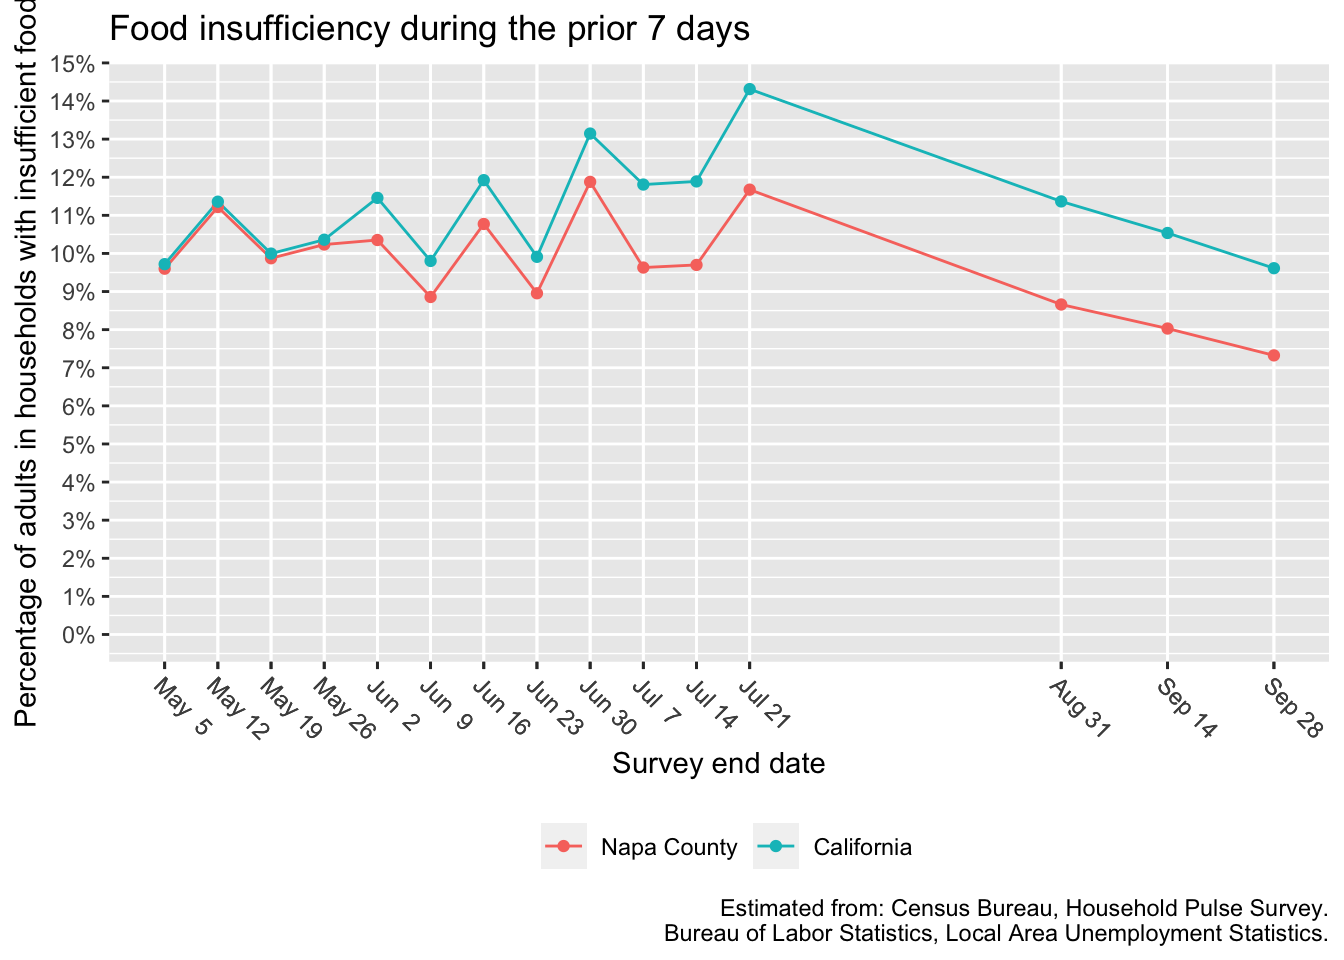 Food insufficiency during the prior 7 days
Percentage of adults in households with insufficient food
15%
14%
13%
12%
11%
10%
9%
8%
7%
6%
5%
4%
3%
2%
1%
0%
May 5
May 12
May 19
May 26
Jun 2
Jun 9
Jun 16
Jun 23
Jun 30
Jul 7
Jul 14
Jul 21
Aug 31
Sep 14
Sep 28
Survey end date
Napa County
California
Estimated from: Census Bureau, Household Pulse Survey.
Bureau of Labor Statistics, Local Area Unemployment Statistics.